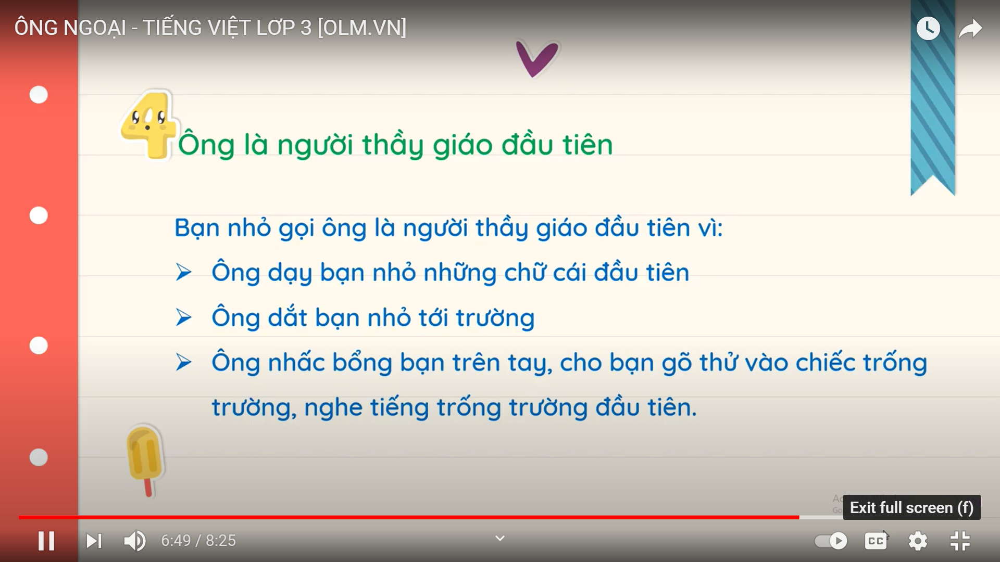 ÔNG NGOẠI - TIẾNG VIỆT LƠP 3 [OLM.VN]
4
Ông là người thầy giáo đầu tiên
Bạn nhỏ gọi ông là người thầy giáo đầu tiên vì:
Ông dạy bạn nhỏ những chữ cái đầu tiên
Ông dắt bạn nhỏ tới trường
Ông nhấc bổng bạn trên tay, cho bạn gõ thử vào chiếc trống
trường, nghe tiếng trống trường đầu tiên.
Exit full screen (f)
6:49 / 8:25
CC